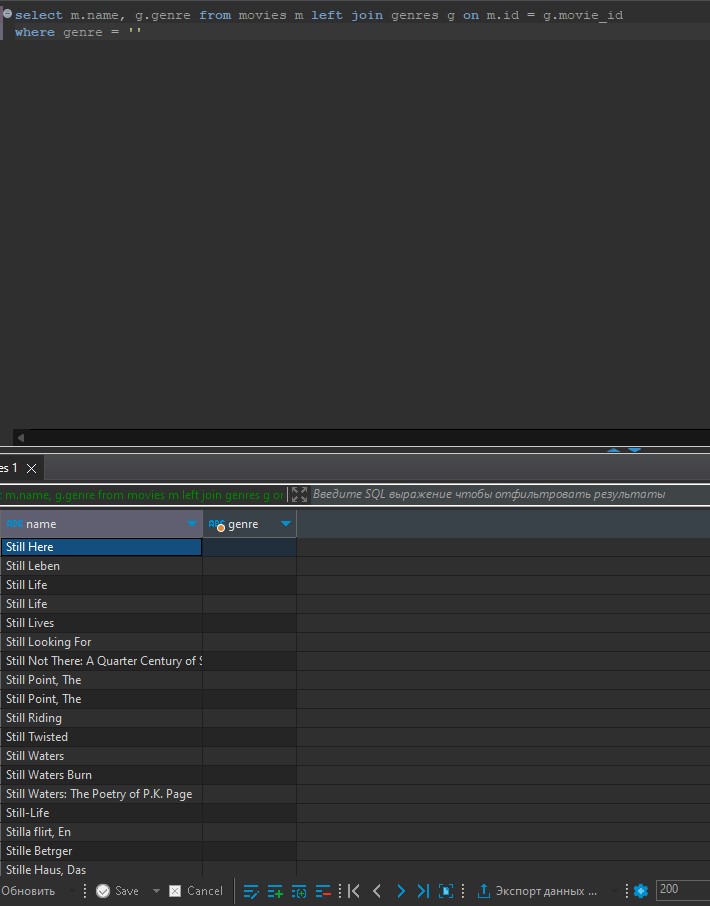 select m.name, g.genre from movies m left join genres g on m.id = g.movie_id
where genre = ''
es 1
m.name, g.genre from movies m left join genres g or
Введите SQL выражение чтобы отфильтровать результаты
ABC name ABC genre
Still Here
Still Leben
Still Life
Still Life
Still Lives
Still Looking For
Still Not There: A Quarter Century of S
Still Point, The
Still Point, The
Still Riding
Still Twisted
Still Waters
Still Waters Burn
Still Waters: The Poetry of P.K. Page
Still-Life
Stilla flirt, En
Stille Betrger
Stille Haus, Das
Обновить Save Cancel Экспорт данных ... 200